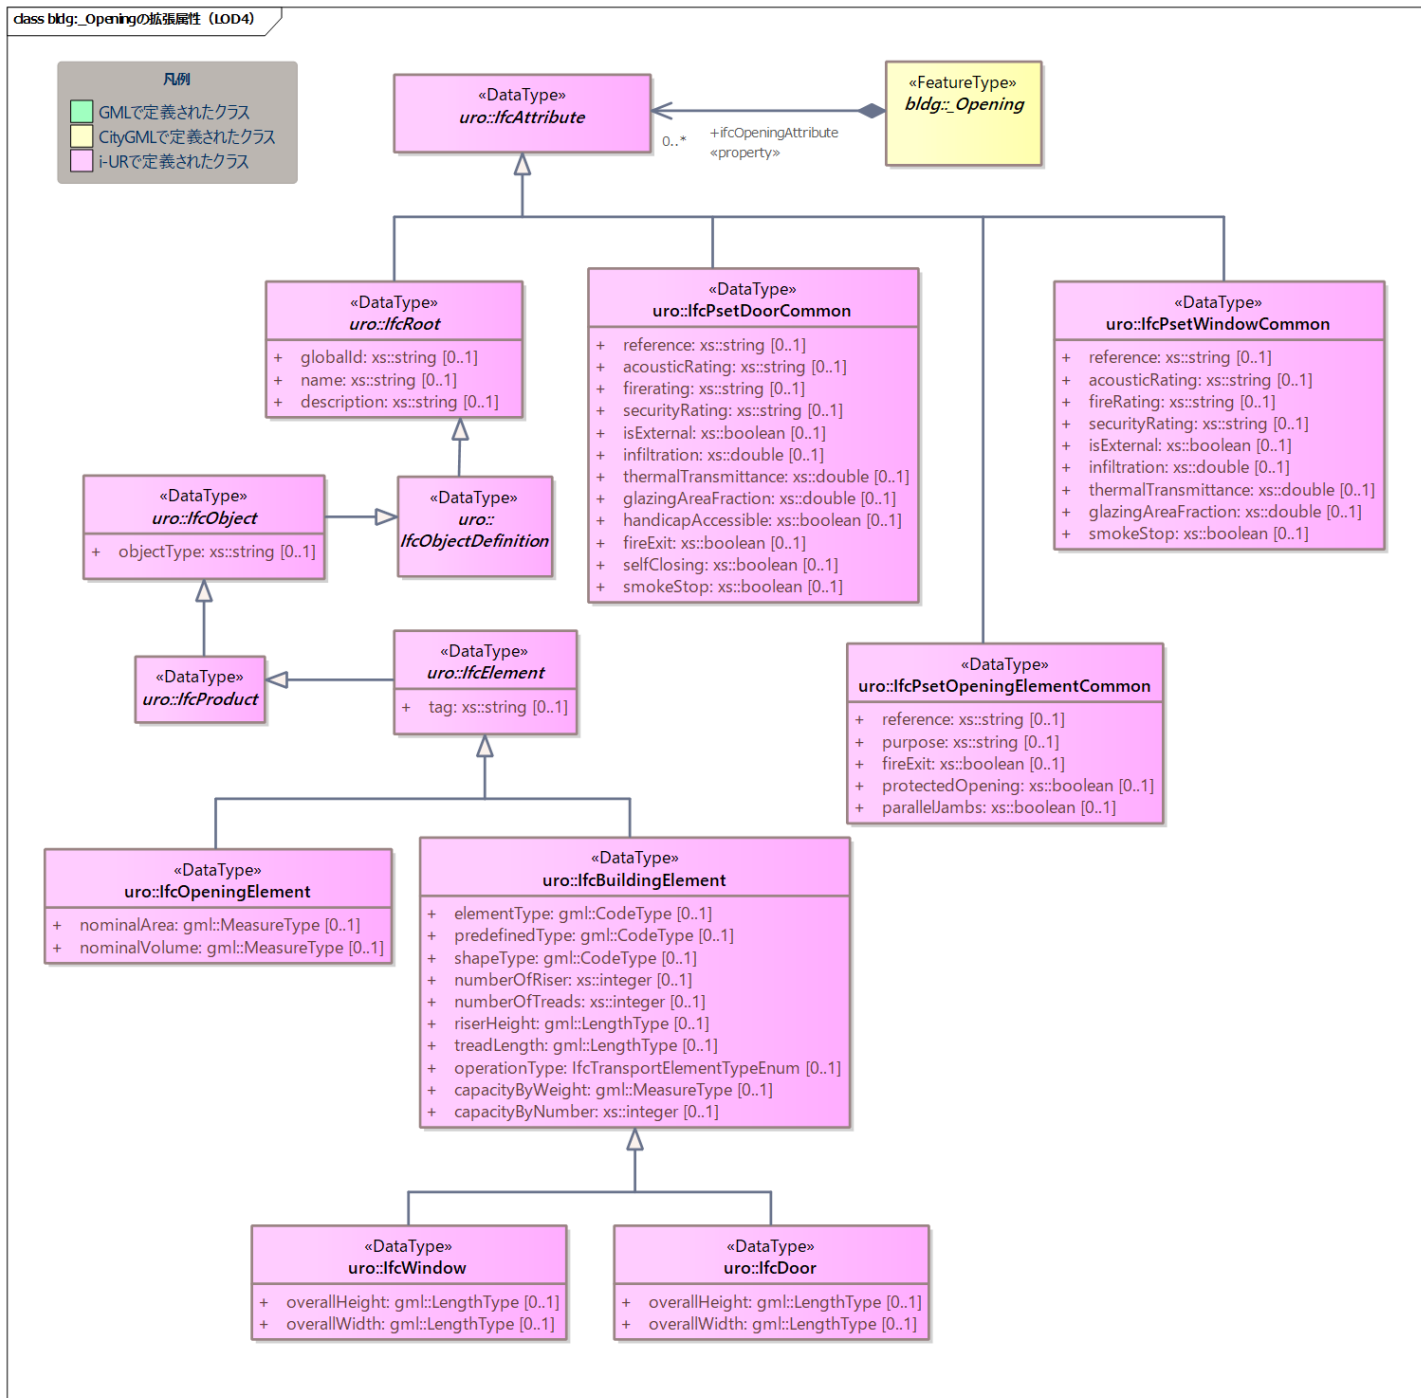 class bldg::_Openingの拡張属性（LOD4）
凡例
GMLで定義されたクラス
CityGMLで定義されたクラス
i-URで定義されたクラス
«DataType»
uro::IfcAttribute
«FeatureType»
bldg::_Opening
0..*
+ifcOpeningAttribute
«property»
«DataType»
uro::IfcRoot
+ globalId: xs::string [0..1]
+ name: xs::string [0..1]
+ description: xs::string [0..1]
«DataType»
uro::IfcPsetDoorCommon
+ reference: xs::string [0..1]
+ acousticRating: xs::string [0..1]
+ firerating: xs::string [0..1]
+ securityRating: xs::string [0..1]
+ isExternal: xs::boolean [0..1]
+ infiltration: xs::double [0..1]
+ thermalTransmittance: xs::double [0..1]
+ glazingAreaFraction: xs::double [0..1]
+ handicapAccessible: xs::boolean [0..1]
+ fireExit: xs::boolean [0..1]
+ selfClosing: xs::boolean [0..1]
+ smokeStop: xs::boolean [0..1]
«DataType»
uro::IfcPsetWindowCommon
+ reference: xs::string [0..1]
+ acousticRating: xs::string [0..1]
+ fireRating: xs::string [0..1]
+ securityRating: xs::string [0..1]
+ isExternal: xs::boolean [0..1]
+ infiltration: xs::double [0..1]
+ thermalTransmittance: xs::double [0..1]
+ glazingAreaFraction: xs::double [0..1]
+ smokeStop: xs::boolean [0..1]
«DataType»
uro::IfcObject
+ objectType: xs::string [0..1]
«DataType»
uro::
IfcObjectDefinition
«DataType»
uro::IfcProduct
«DataType»
uro::IfcElement
+ tag: xs::string [0..1]
«DataType»
uro::IfcPsetOpeningElementCommon
+ reference: xs::string [0..1]
+ purpose: xs::string [0..1]
+ fireExit: xs::boolean [0..1]
+ protectedOpening: xs::boolean [0..1]
+ parallelJambs: xs::boolean [0..1]
«DataType»
uro::IfcOpeningElement
+ nominalArea: gml::MeasureType [0..1]
+ nominalVolume: gml::MeasureType [0..1]
«DataType»
uro::IfcBuildingElement
+ elementType: gml::CodeType [0..1]
+ predefinedType: gml::CodeType [0..1]
+ shapeType: gml::CodeType [0..1]
+ numberOfRiser: xs::integer [0..1]
+ numberOfTreads: xs::integer [0..1]
+ riserHeight: gml::LengthType [0..1]
+ treadLength: gml::LengthType [0..1]
+ operationType: IfcTransportElementTypeEnum [0..1]
+ capacityByWeight: gml::MeasureType [0..1]
+ capacityByNumber: xs::integer [0..1]
«DataType»
uro::IfcWindow
+ overallHeight: gml::LengthType [0..1]
+ overallWidth: gml::LengthType [0..1]
«DataType»
uro::IfcDoor
+ overallHeight: gml::LengthType [0..1]
+ overallWidth: gml::LengthType [0..1]